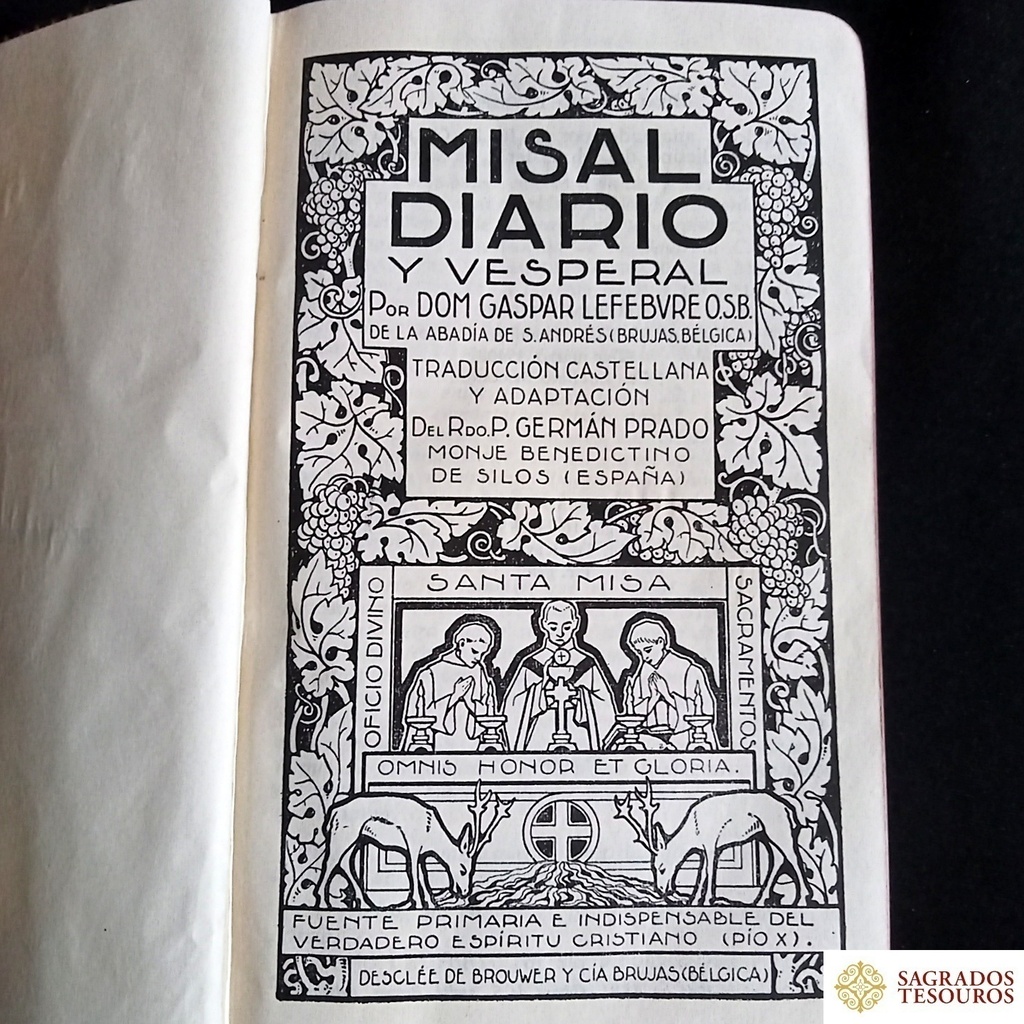 MISAL
DIARIO
Y VESPERAL
POR DOM GASPAR LEFEBVRE O.S.B.
DE LA ABADÍA DE S. ANDRÉS (BRUJAS, BÉLGICA)
TRADUCCIÓN CASTELLANA
Y ADAPTACIÓN
DEL RDO. P. GERMÁN PRADO
MONJE BENEDICTINO
DE SILOS (ESPAÑA)
SANTA MISA
OFICIO DIVINO
SACRAMENTOS
OMNIS HONOR ET GLORIA.
FUENTE PRIMARIA E INDISPENSABLE DEL
VERDADERO ESPÍRITU CRISTIANO (PÍO X).
DESCLÉE DE BROUWER Y CÍA BRUJAS (BÉLGICA)
SAGRADOS
TESOUROS